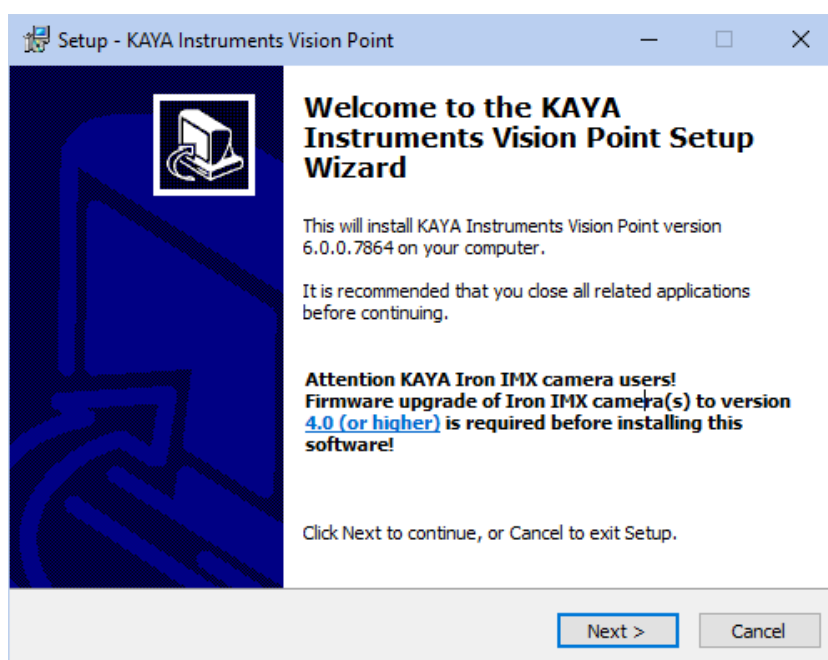 Setup - KAYA Instruments Vision Point
Welcome to the KAYA
Instruments Vision Point Setup
Wizard
This will install KAYA Instruments Vision Point version
6.0.0.7864 on your computer.
It is recommended that you close all related applications
before continuing.
Attention KAYA Iron IMX camera users!
Firmware upgrade of Iron IMX camera(s) to version
4.0 (or higher) is required before installing this
software!
Click Next to continue, or Cancel to exit Setup.
Next >
Cancel